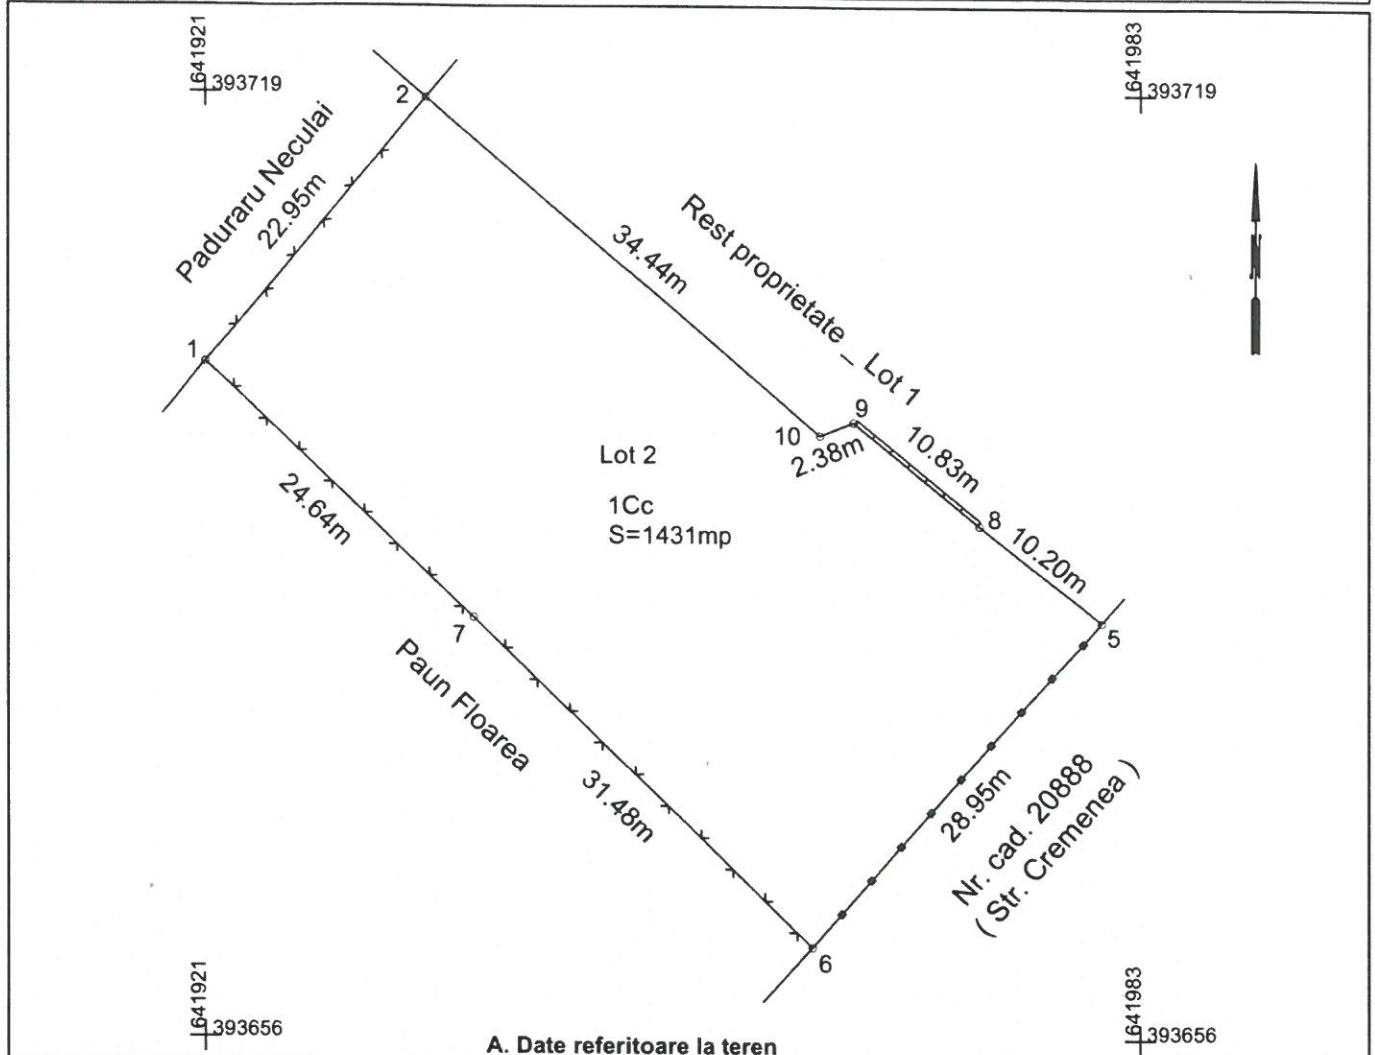 641921
393719
641983
393719
2
Paduraru Neculai
22.95m
34.44m
Rest proprietate _ Lot 1
1
9
10
2.38m
10.83m
Lot 2
1Cc
S=1431mp
8
10.20m
24.64m
5
7
Paun Floarea
31.48m
28.95m
Nr. cad. 20888
( Str. Cremenea )
6
641921
393656
641983
393656
N
A. Date referitoare la teren